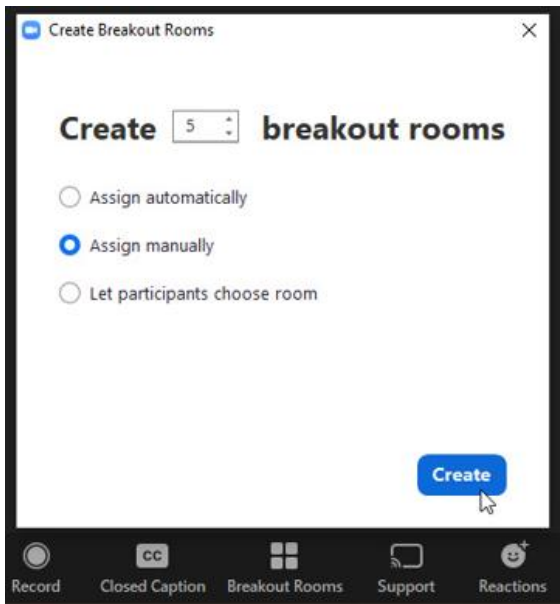 Create Breakout Rooms
Create 5 breakout rooms
Assign automatically
Assign manually
Let participants choose room
Create
CC
Record Closed Caption Breakout Rooms Support Reactions